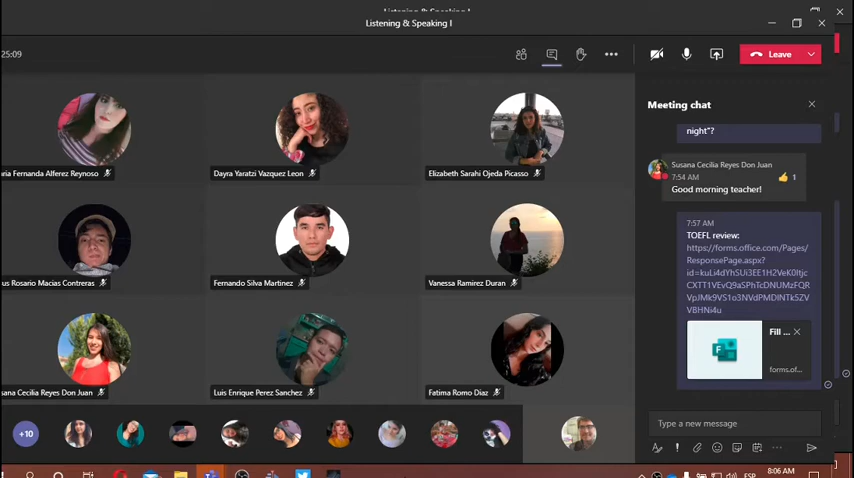 Listening & Speaking I
Listening & Speaking I
25:09
Leave
aria Fernanda Alferez Reynoso
Dayra Yaratzi Vazquez Leon
Elizabeth Sarahi Ojeda Picasso
us Rosario Macias Contreras
Fernando Silva Martinez
Vanessa Ramirez Duran
sana Cecilia Reyes Don Juan
Luis Enrique Perez Sanchez
Fatima Romo Diaz
+10
Meeting chat
night"?
Susana Cecilia Reyes Don Juan
7:54 AM
1
Good morning teacher!
7:57 AM
TOEFL review:
https://forms.office.com/Pages/
ResponsePage.aspx?
id=kuLi4dYhSUi3EE1H2VeK0ltjc
CXTT1VEvQ9aSPhTcDNUMzFQR
VpJMk9VS1o3NVdPMDlNTk5ZV
VBHNi4u
Fill ...
forms.of...
Type a new message
ESP
8:06 AM